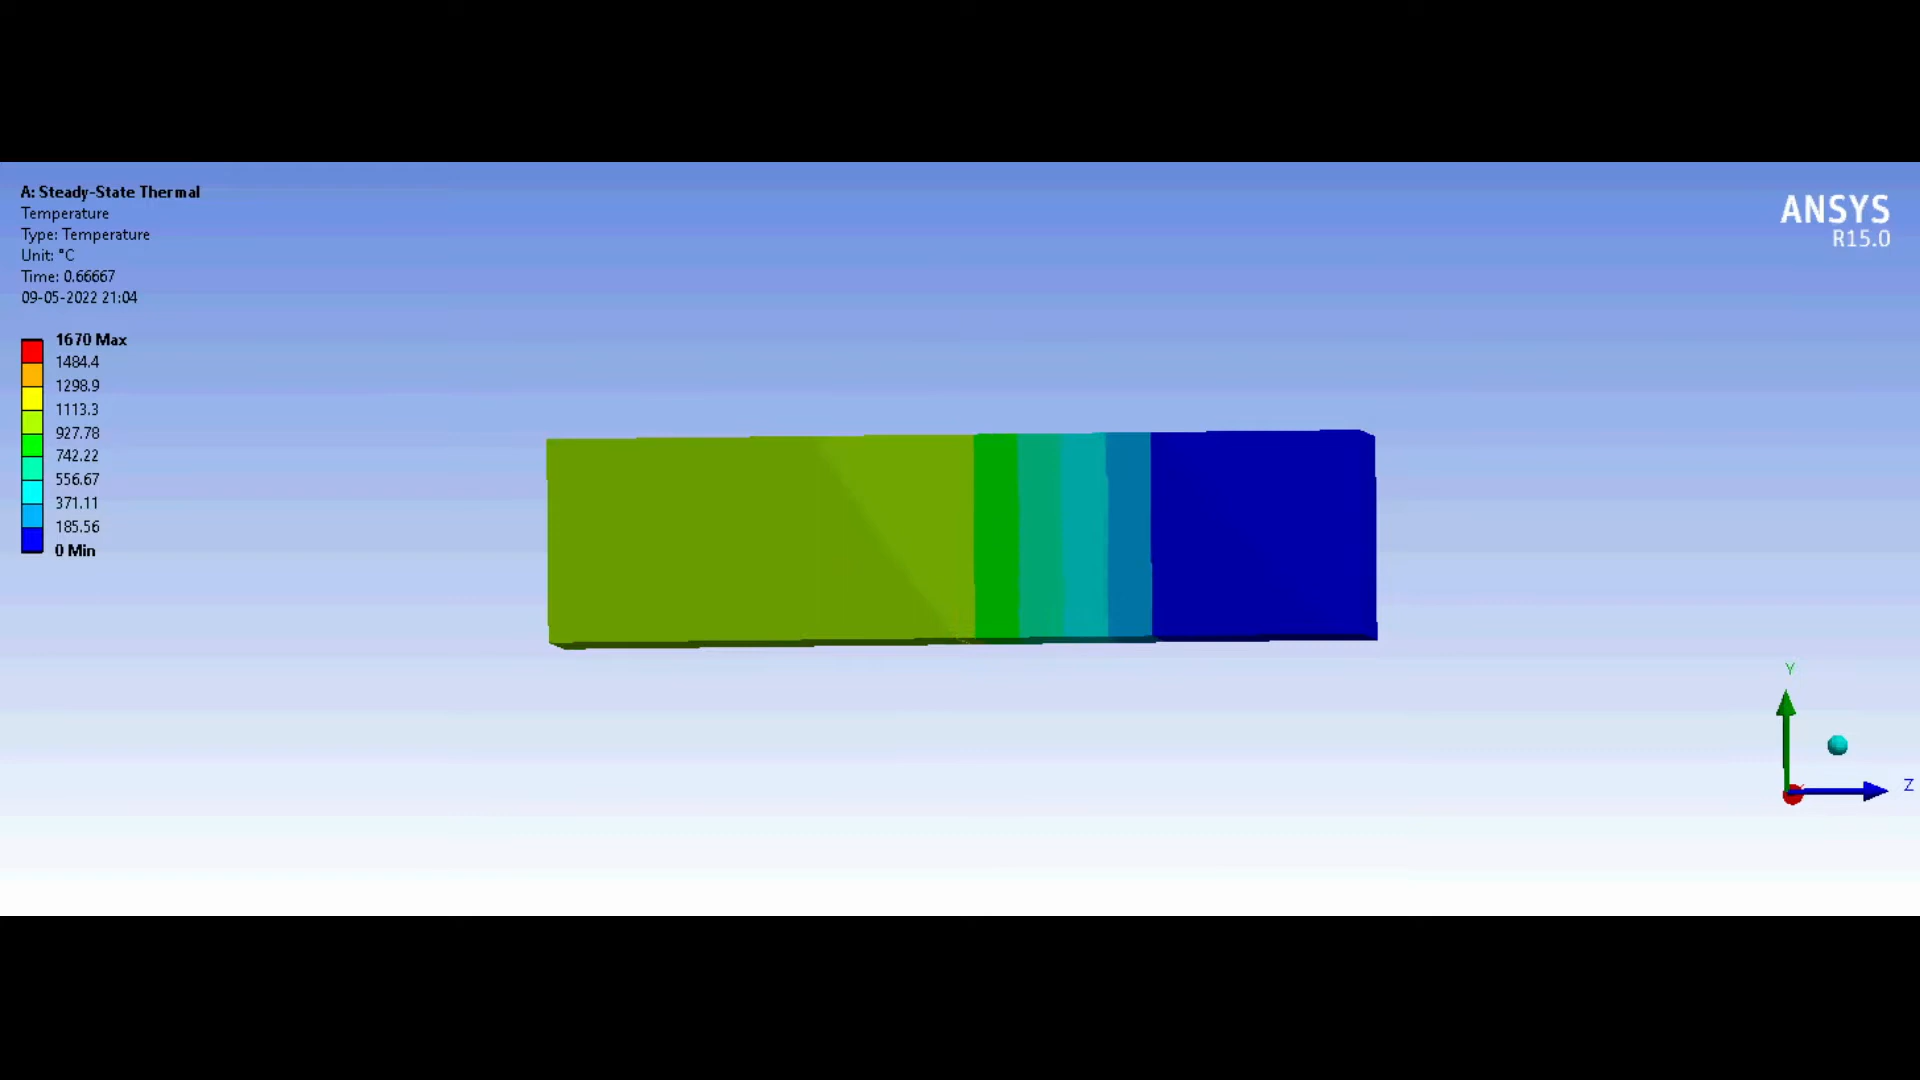 A: Steady-State Thermal
Temperature
Type: Temperature
Unit: °C
Time: 0.66667
09-05-2022 21:04
1670 Max
1484.4
1298.9
1113.3
927.78
742.22
556.67
371.11
185.56
0 Min
ANSYS
R15.0
Y
Z